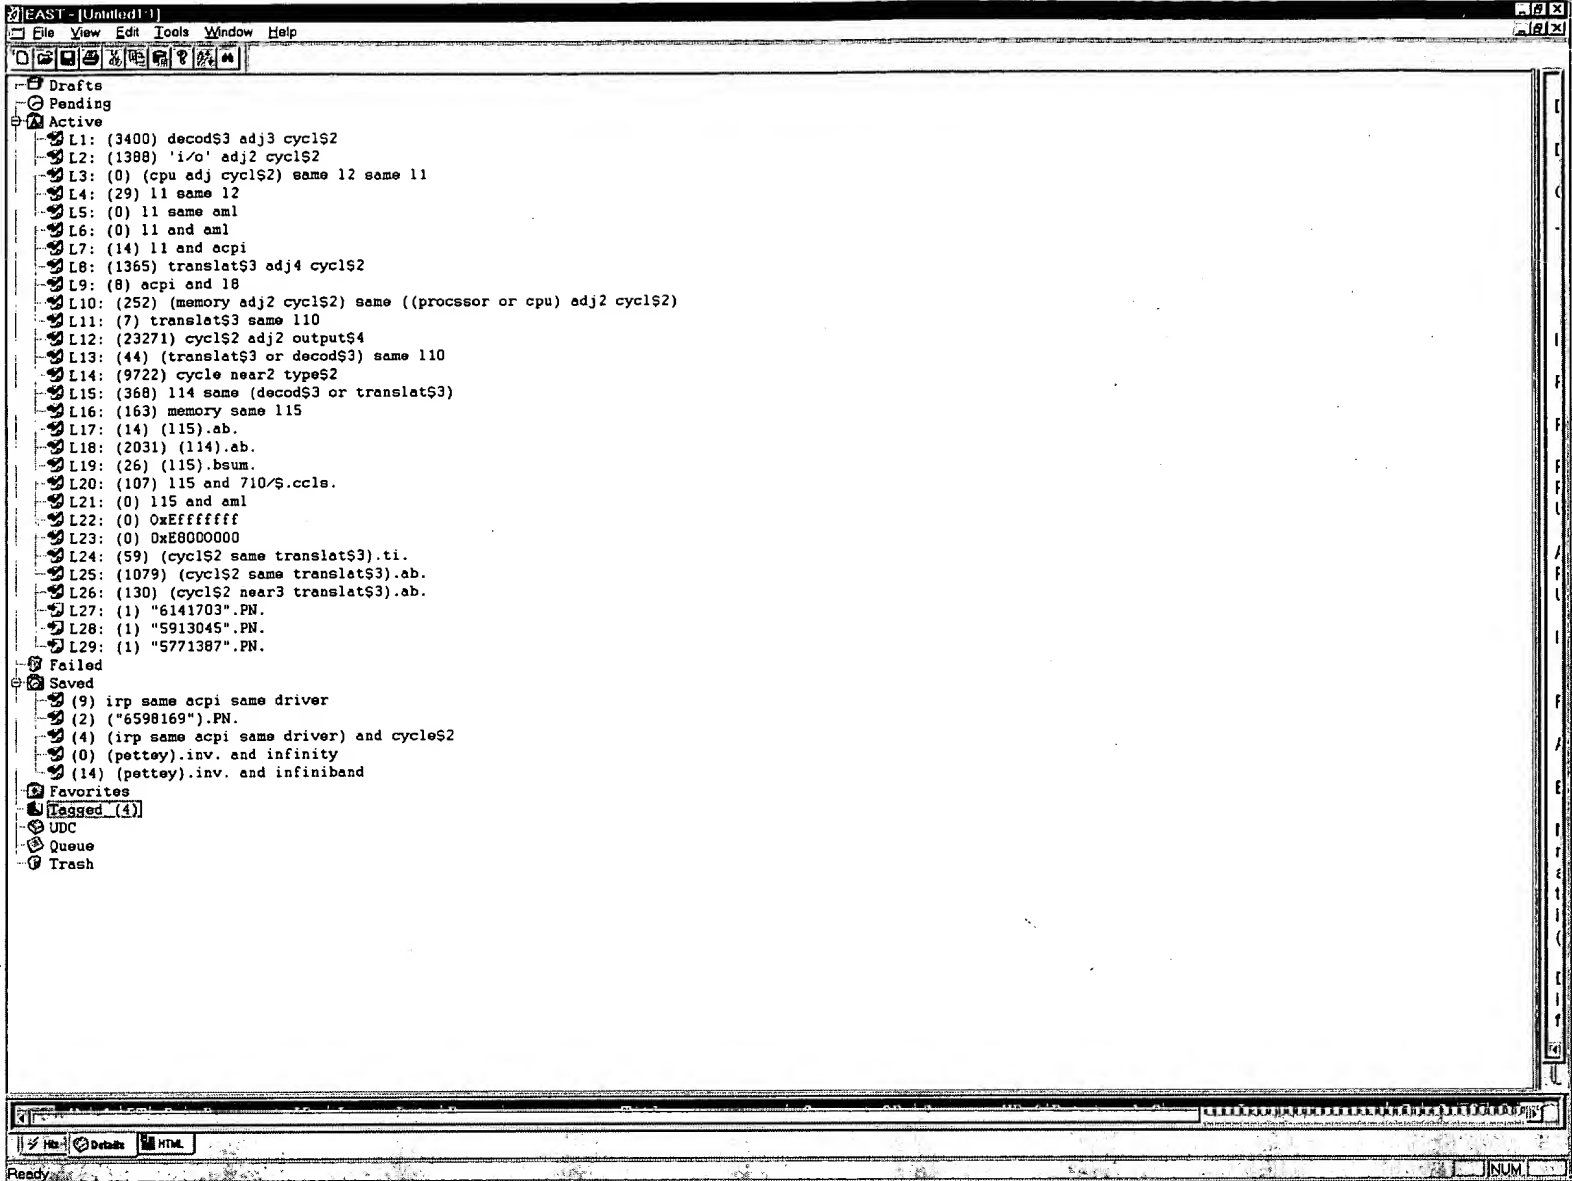 EAST - [Untitled1:1]
File View Edit Tools Window Help
Drafts
Pending
Active
L1: (3400) decod$3 adj3 cycl$2
L2: (1388) 'i/o' adj2 cycl$2
L3: (0) (cpu adj cycl$2) same l2 same l1
L4: (29) l1 same l2
L5: (0) l1 same aml
L6: (0) l1 and aml
L7: (14) l1 and acpi
L8: (1365) translat$3 adj4 cycl$2
L9: (8) acpi and l8
L10: (252) (memory adj2 cycl$2) same ((procssor or cpu) adj2 cycl$2)
L11: (7) translat$3 same l10
L12: (23271) cycl$2 adj2 output$4
L13: (44) (translat$3 or decod$3) same l10
L14: (9722) cycle near2 type$2
L15: (368) l14 same (decod$3 or translat$3)
L16: (163) memory same l15
L17: (14) (l15).ab.
L18: (2031) (l14).ab.
L19: (26) (l15).bsum.
L20: (107) l15 and 710/$.ccls.
L21: (0) l15 and aml
L22: (0) 0xEfffffff
L23: (0) 0xE8000000
L24: (59) (cycl$2 same translat$3).ti.
L25: (1079) (cycl$2 same translat$3).ab.
L26: (130) (cycl$2 near3 translat$3).ab.
L27: (1) "6141703".PN.
L28: (1) "5913045".PN.
L29: (1) "5771387".PN.
Failed
Saved
(9) irp same acpi same driver
(2) ("6598169").PN.
(4) (irp same acpi same driver) and cycle$2
(0) (pettey).inv. and infinity
(14) (pettey).inv. and infiniband
Favorites
Tagged (4)
UDC
Queue
Trash
Hits Details HTML
Ready NUM